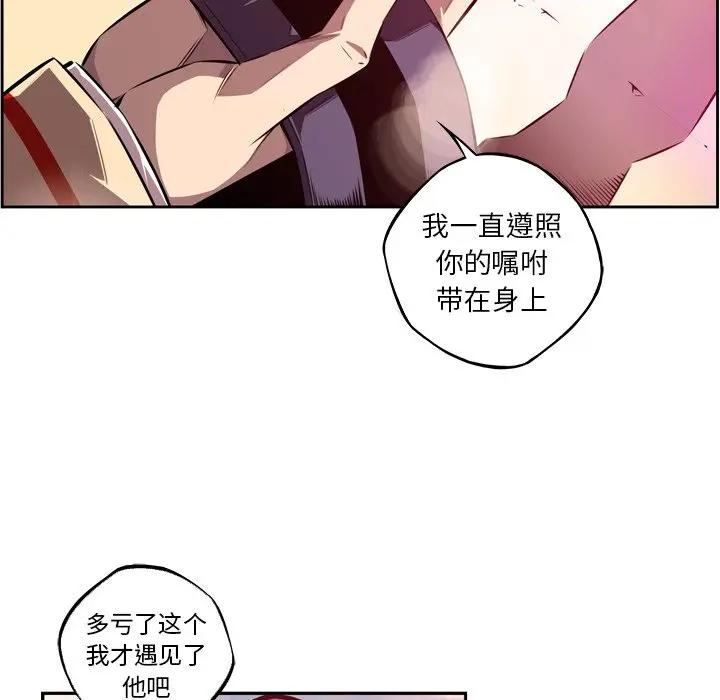 我一直遵照
你的嘱咐
带在身上
多亏了这个
我才遇见了
他吧